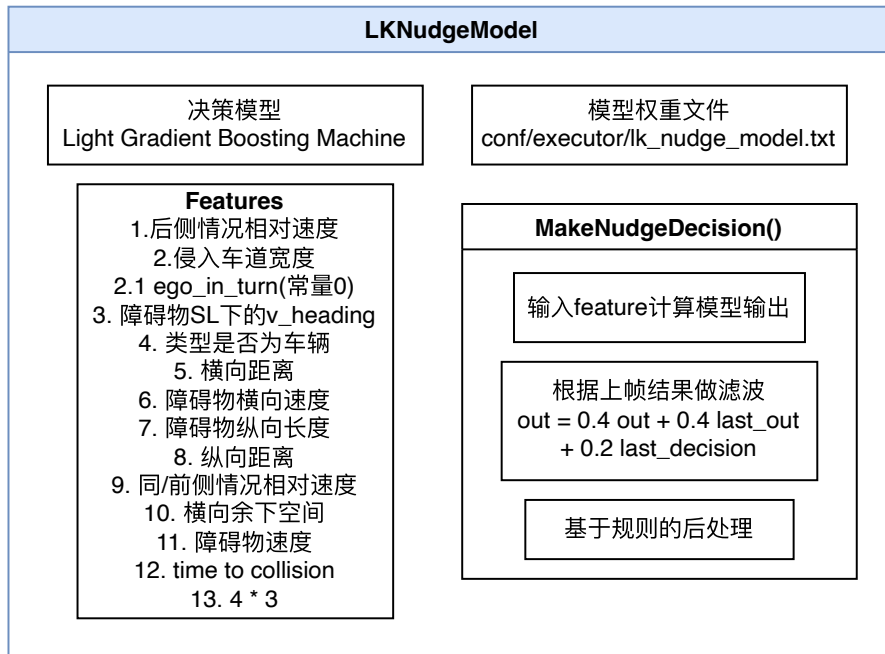 LKNudgeModel
决策模型
Light Gradient Boosting Machine
模型权重文件
conf/executor/lk_nudge_model.txt
Features
1.后侧情况相对速度
2.侵入车道宽度
2.1 ego_in_turn(常量0)
3. 障碍物SL下的v_heading
4. 类型是否为车辆
5. 横向距离
6. 障碍物横向速度
7. 障碍物纵向长度
8. 纵向距离
9. 同/前侧情况相对速度
10. 横向余下空间
11. 障碍物速度
12. time to collision
13. 4 * 3
MakeNudgeDecision()
输入feature计算模型输出
根据上帧结果做滤波
out = 0.4 out + 0.4 last_out
+ 0.2 last_decision
基于规则的后处理